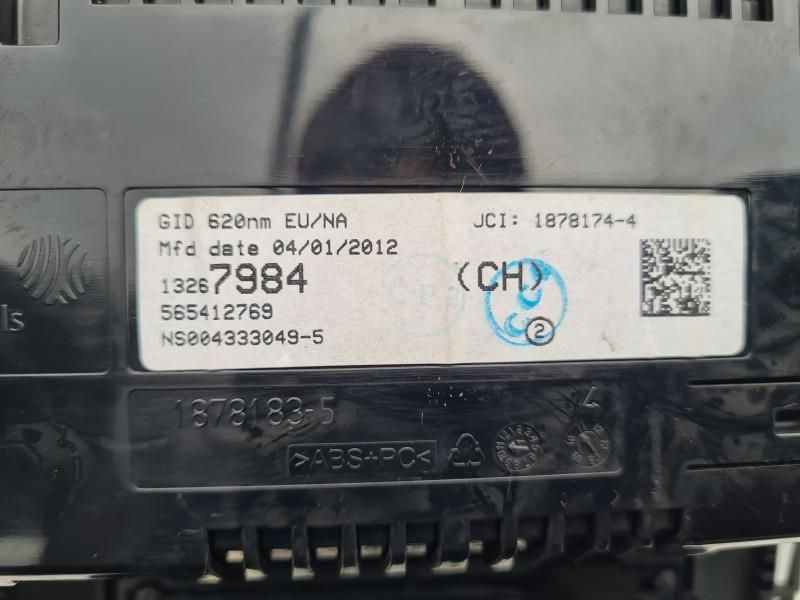 GID 620nm EU/NA JCI: 1878174-4
Mfd date 04/01/2012
13267984 (CH)
565412769
NS004333049-5
2
ls
1878183-5
>ABS+PC<